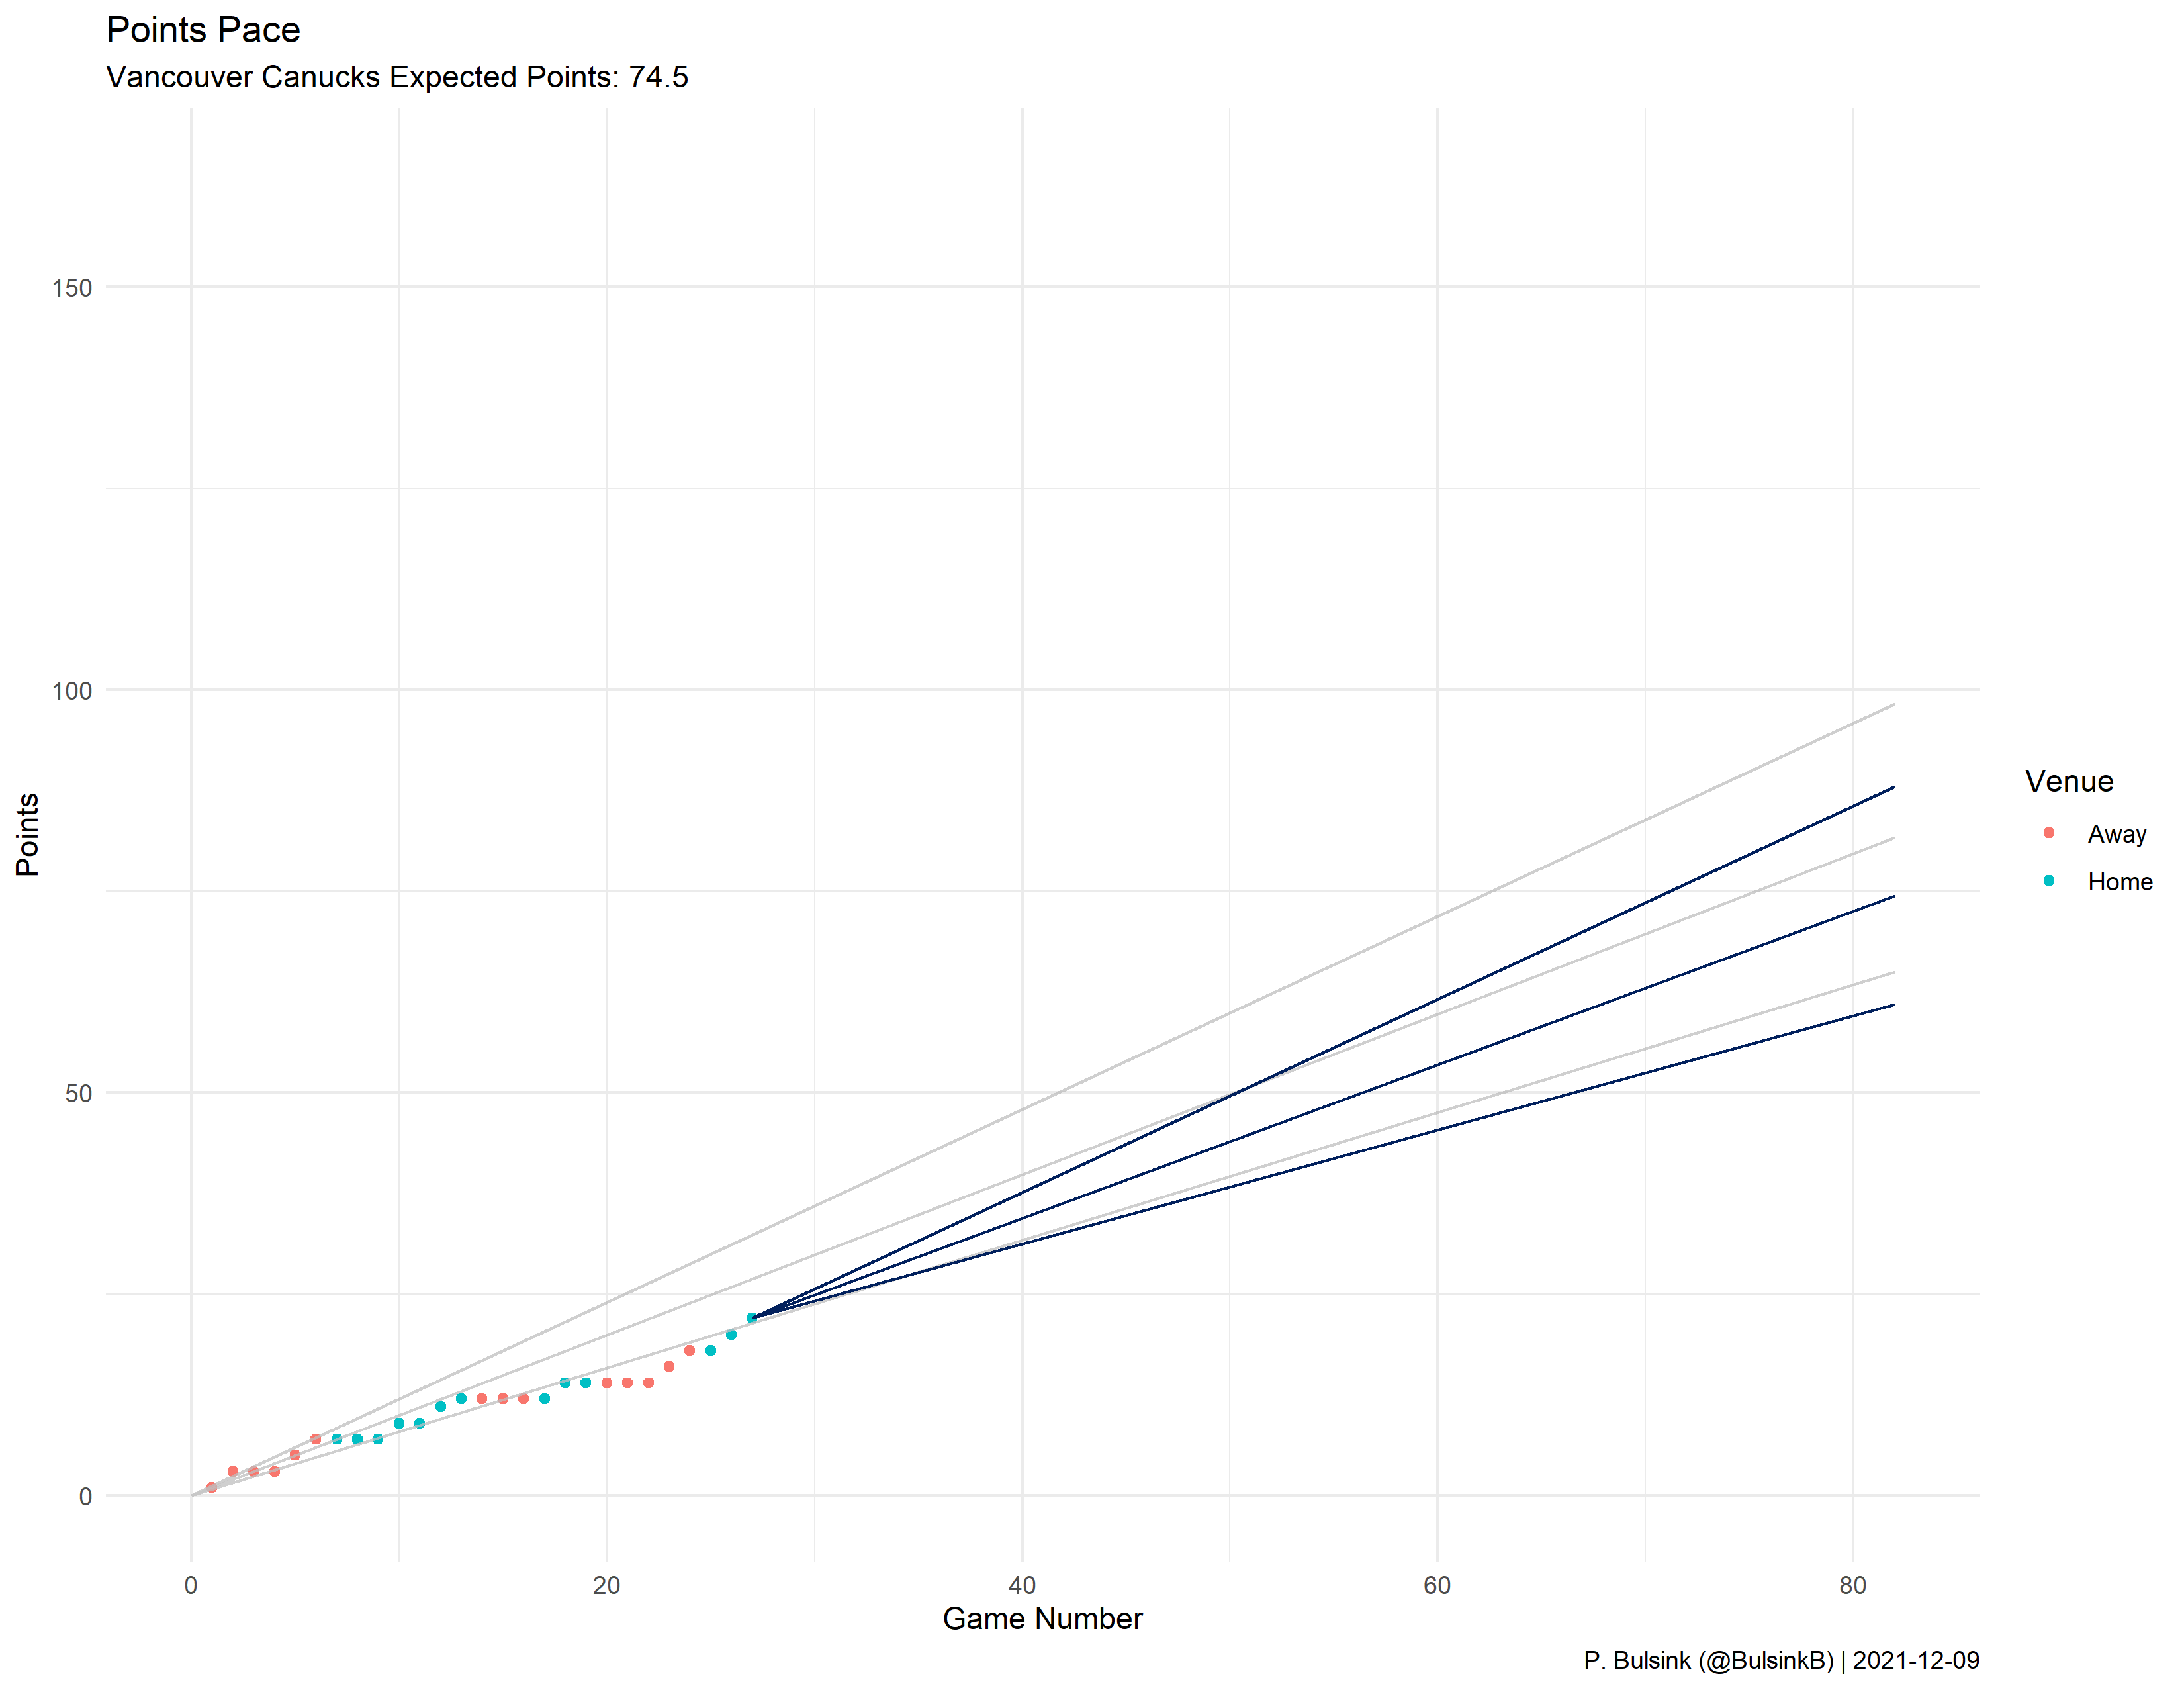 Points Pace
Vancouver Canucks Expected Points: 74.5
150
100
50
0
Points
0 20 40 60 80
Game Number
Venue
Away
Home
P. Bulsink (@BulsinkB) | 2021-12-09